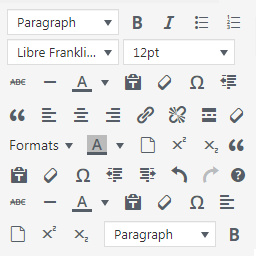 Paragraph B I
Libre Frankli... 12pt
ABC A T Ω
Formats A x² x₂
T Ω ?
ABC A T Ω
x² x₂ Paragraph B